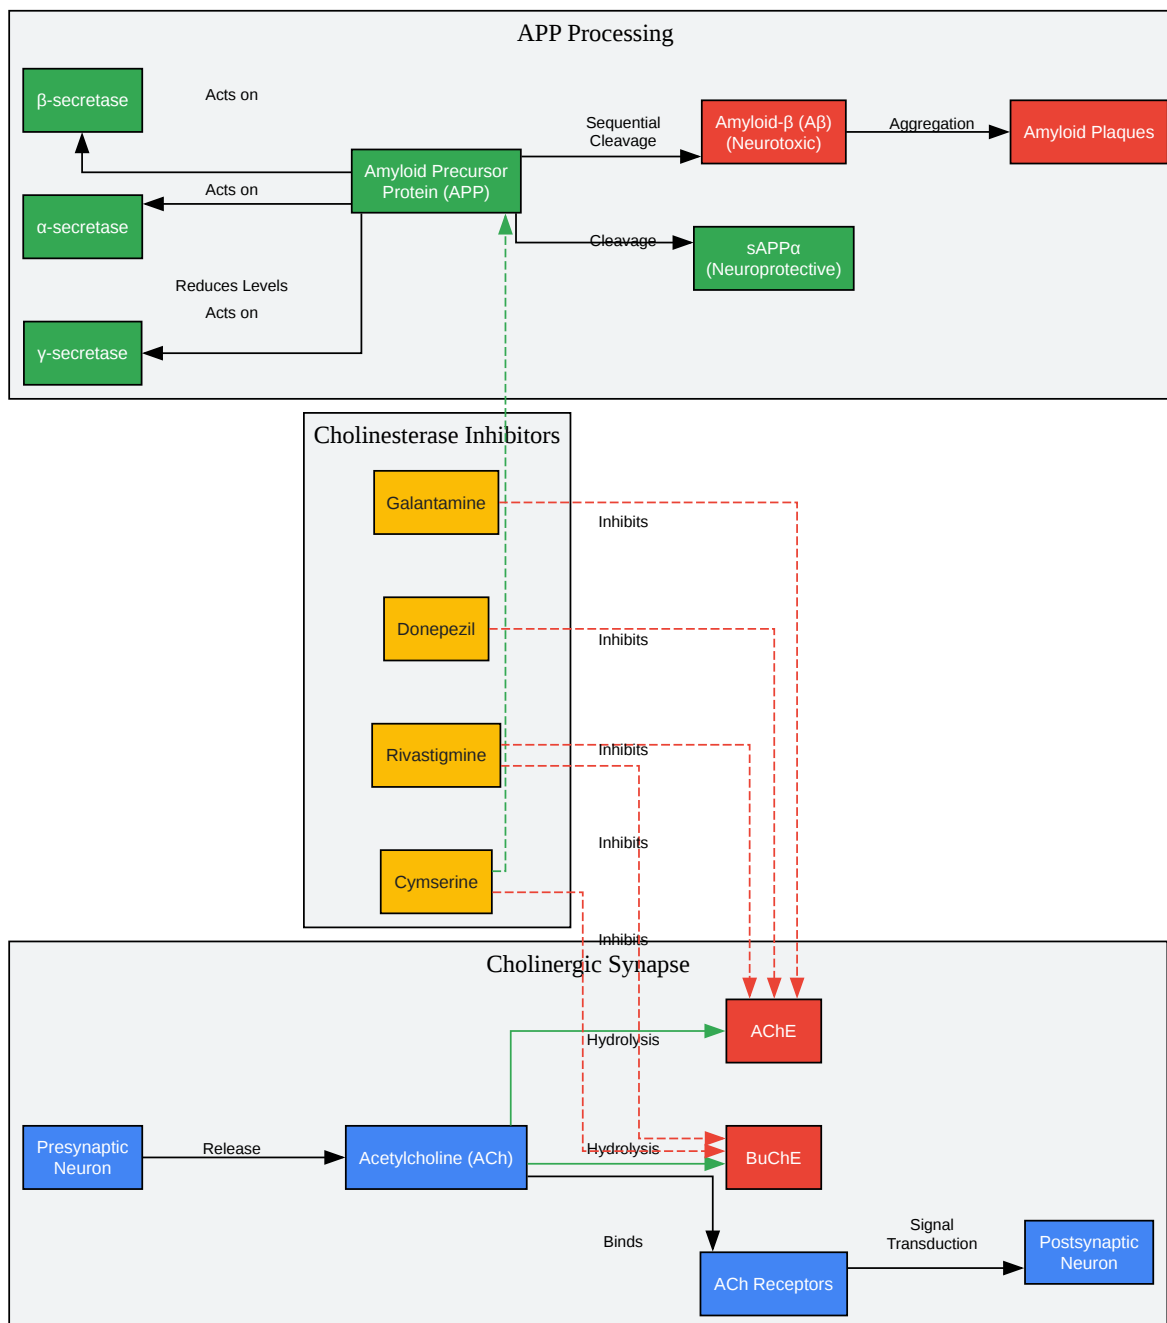 APP Processing
β-secretase
Acts on
Sequential
Cleavage
Amyloid-β (Aβ)
(Neurotoxic)
Aggregation
Amyloid Plaques
Amyloid Precursor
Protein (APP)
Acts on
α-secretase
Cleavage
sAPPα
(Neuroprotective)
Reduces Levels
Acts on
γ-secretase
Cholinesterase Inhibitors
Galantamine
Inhibits
Donepezil
Inhibits
Rivastigmine
Inhibits
Inhibits
Cymserine
Inhibits
Cholinergic Synapse
AChE
Hydrolysis
Presynaptic
Neuron
Release
Acetylcholine (ACh)
Hydrolysis
BuChE
Binds
Signal
Transduction
Postsynaptic
Neuron
ACh Receptors